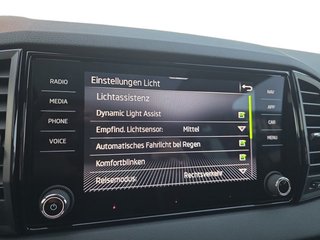 RADIO
MEDIA
PHONE
VOICE
Einstellungen Licht
Lichtassistenz
Dynamic Light Assist
Empfind. Lichtsensor: Mittel
Automatisches Fahrlicht bei Regen
Komfortblinken
Reisemodus: Rechtsverkehr
NAV
APP
CAR
MENU